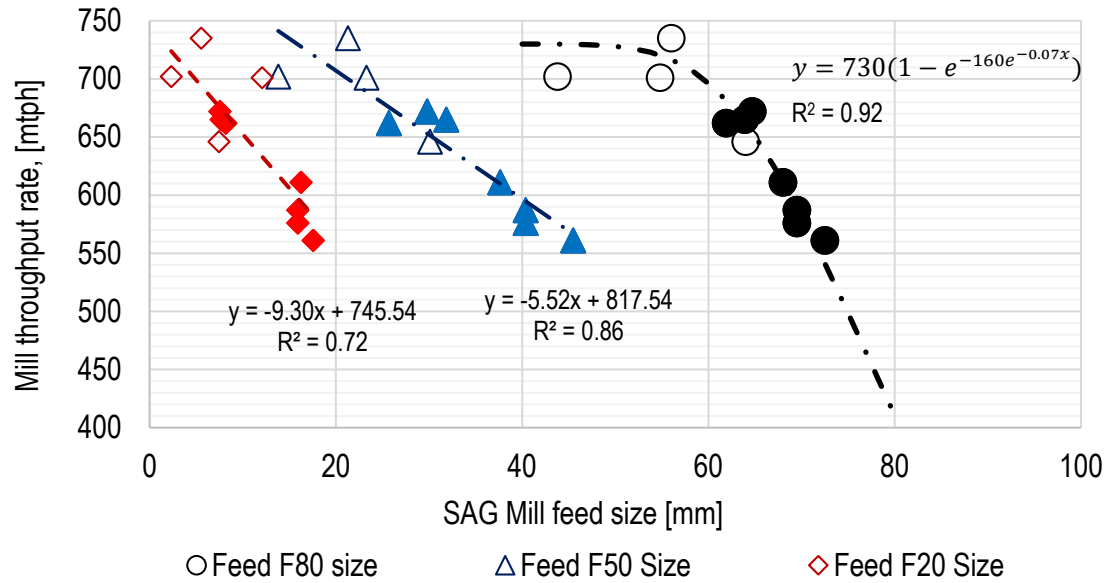 750
700
650
600
550
500
450
400
Mill throughput rate, [mtph]
y = 730(1 − e^{−160e^{−0.07x}})
R² = 0.92
y = -9.30x + 745.54
R² = 0.72
y = -5.52x + 817.54
R² = 0.86
0 20 40 60 80 100
SAG Mill feed size [mm]
Feed F80 size Feed F50 Size Feed F20 Size